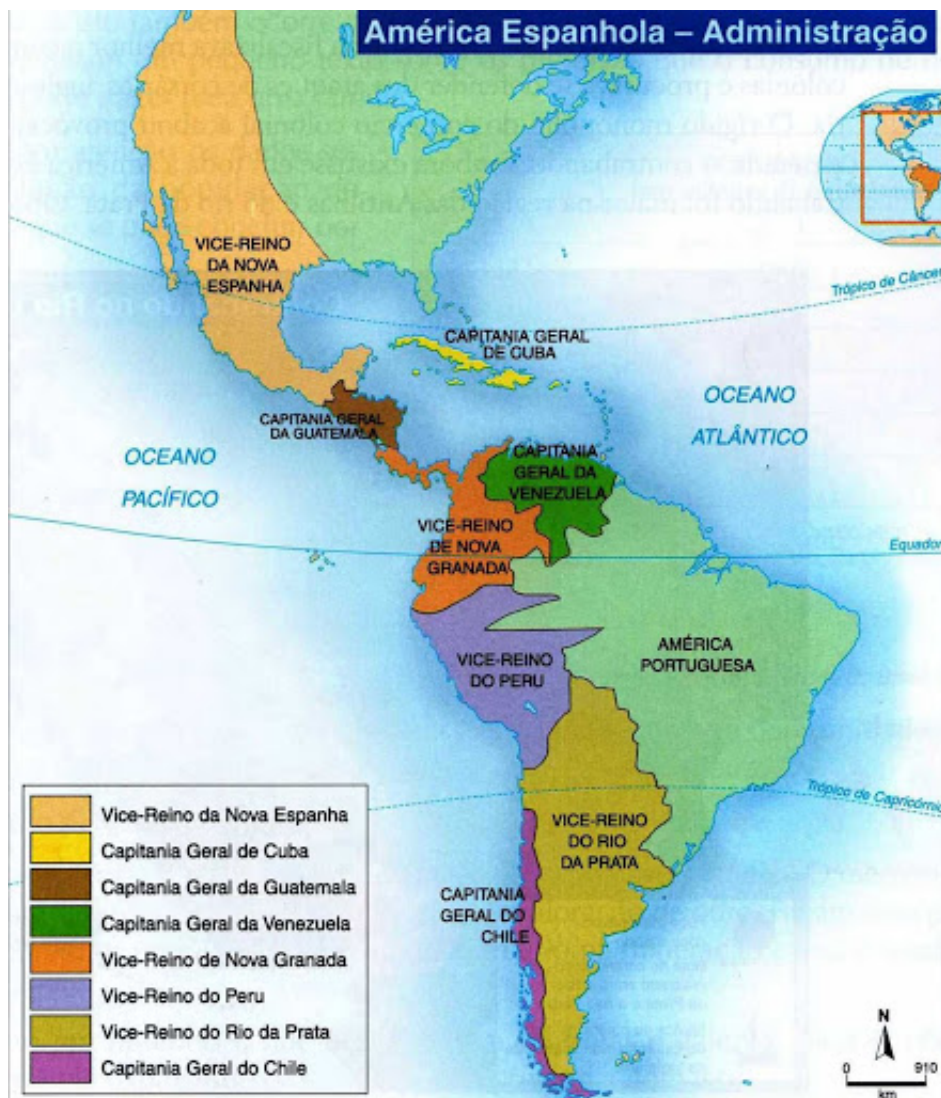 América Espanhola – Administração
VICE-REINO
DA NOVA
ESPANHA
Trópico de Câncer
CAPITANIA GERAL
DE CUBA
OCEANO
ATLÂNTICO
CAPITANIA GERAL
DA GUATEMALA
OCEANO
PACÍFICO
CAPITANIA
GERAL DA
VENEZUELA
VICE-REINO
DE NOVA
GRANADA
Equador
AMÉRICA
PORTUGUESA
VICE-REINO
DO PERU
Trópico de Capricórnio
VICE-REINO
DO RIO
DA PRATA
CAPITANIA
GERAL DO
CHILE
Vice-Reino da Nova Espanha
Capitania Geral de Cuba
Capitania Geral da Guatemala
Capitania Geral da Venezuela
Vice-Reino de Nova Granada
Vice-Reino do Peru
Vice-Reino do Rio da Prata
Capitania Geral do Chile
N
0 910
km